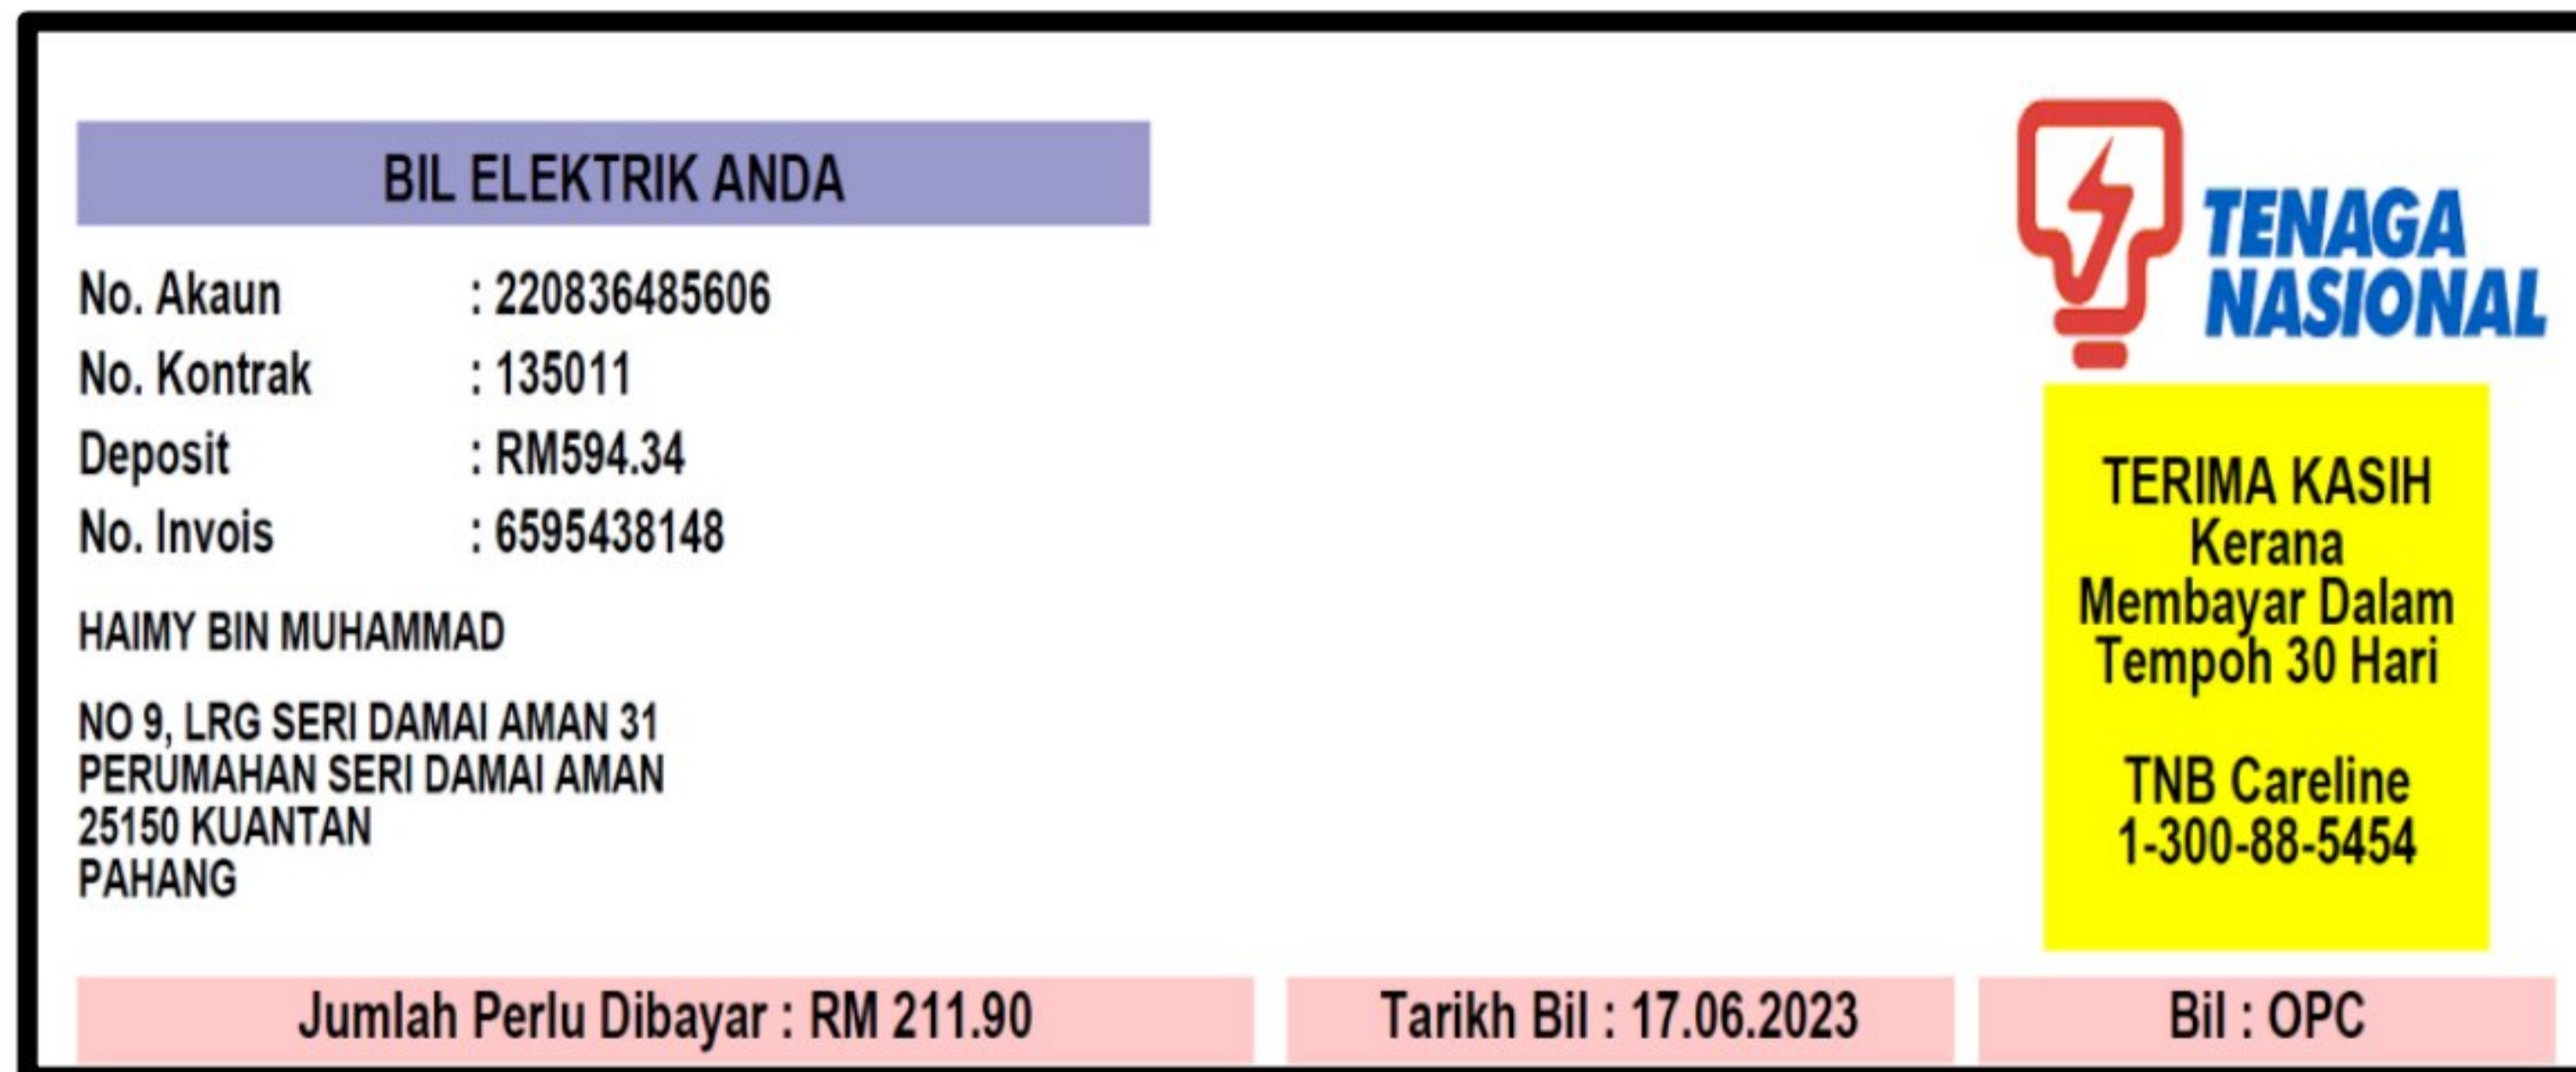 BIL ELEKTRIK ANDA
TENAGA
NASIONAL
No. Akaun : 220836485606
No. Kontrak : 135011
Deposit : RM594.34
No. Invois : 6595438148
HAIMY BIN MUHAMMAD
NO 9, LRG SERI DAMAI AMAN 31
PERUMAHAN SERI DAMAI AMAN
25150 KUANTAN
PAHANG
TERIMA KASIH
Kerana
Membayar Dalam
Tempoh 30 Hari
TNB Careline
1-300-88-5454
Jumlah Perlu Dibayar : RM 211.90
Tarikh Bil : 17.06.2023
Bil : OPC